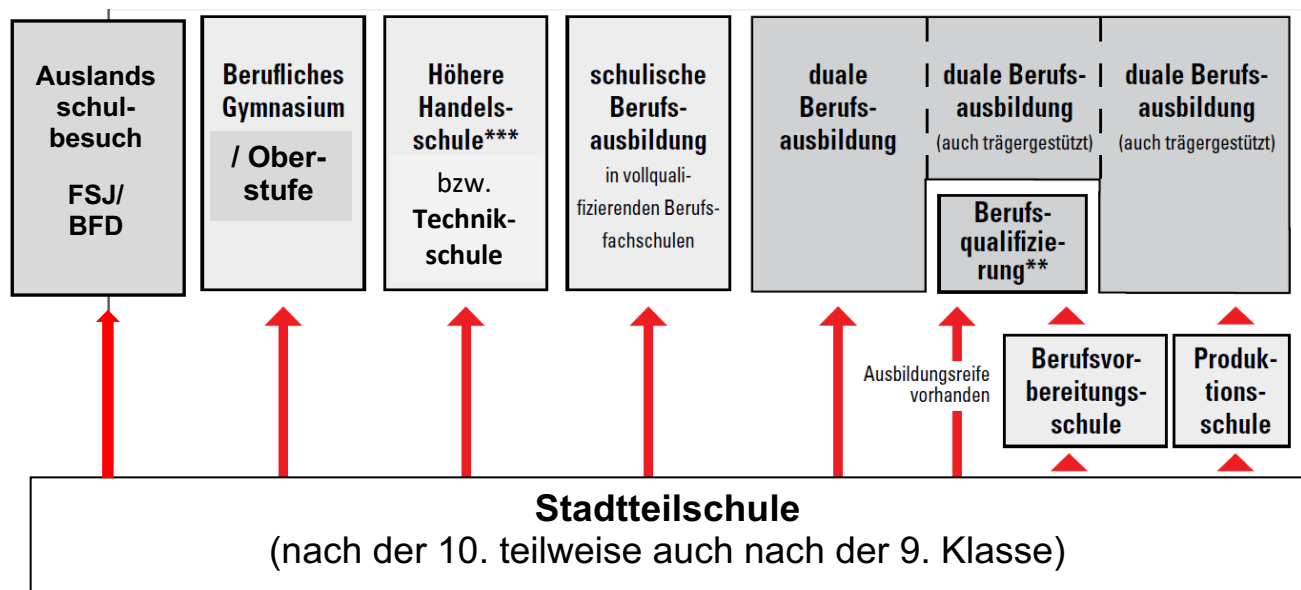 Auslands
schul-
besuch
FSJ/
BFD
Berufliches
Gymnasium
/ Ober-
stufe
Höhere
Handels-
schule***
bzw.
Technik-
schule
schulische
Berufs-
ausbildung
in vollquali-
fizierenden Berufs-
fachschulen
duale
Berufs-
ausbildung
duale Berufs-
ausbildung
(auch trägergestützt)
Berufs-
qualifizie-
rung**
duale Berufs-
ausbildung
(auch trägergestützt)
Ausbildungsreife
vorhanden
Berufsvor-
bereitungs-
schule
Produk-
tions-
schule
Stadtteilschule
(nach der 10. teilweise auch nach der 9. Klasse)